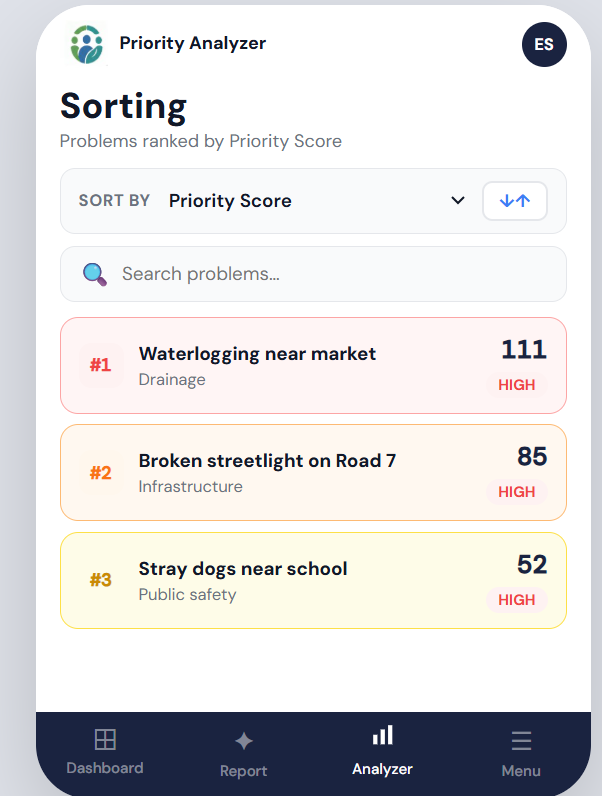 Priority Analyzer
ES
Sorting
Problems ranked by Priority Score
SORT BY Priority Score ↓↑
Search problems...
#1
Waterlogging near market
Drainage
111
HIGH
#2
Broken streetlight on Road 7
Infrastructure
85
HIGH
#3
Stray dogs near school
Public safety
52
HIGH
Dashboard
Report
Analyzer
Menu